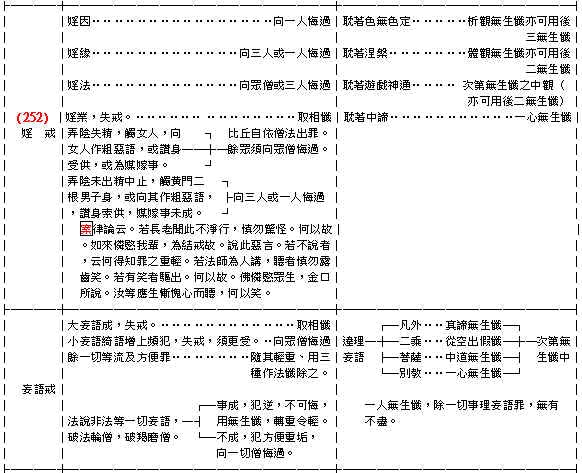 婬因‥‥‥‥‥‥‥‥‥‥向一人悔過
耽著色無色定‥‥‥‥析觀無生懺亦可用後
三無生懺
婬緣‥‥‥‥‥‥‥‥向三人或一人悔過
耽著涅槃‥‥‥‥‥‥體觀無生懺亦可用後
二無生懺
婬法‥‥‥‥‥‥‥‥向眾僧或三人悔過
耽著遊戲神通‥‥‥次第無生懺之中觀(
亦可用後二無生懺)
(252)
婬 戒
婬業，失戒。‥‥‥‥‥‥‥‥‥‥取相懺
耽著中諦‥‥‥‥‥‥‥‥‥一心無生懺
弄陰失精，觸女人，向
女人作粗惡語，或讚身
受供，或為媒嫁事。
比丘自依僧法出罪。
餘眾須向眾僧悔過。
弄陰未出精中止，觸黃門二
根男子身，或向其作粗惡語，
，讚身索供，媒嫁事未成。
向三人或一人悔過
案律論云。若長老聞此不淨行，慎勿驚怪。何以故
。如來憐愍我輩，為結戒故。說此惡言。若不說者
，云何得知罪之重輕。若法師為人講，聽者慎勿露
齒笑。若有笑者驅出。何以故。佛憐愍眾生，金口
所說。汝等應生慚愧心而聽，何以笑。
妄語戒
大妄語成，失戒。‥‥‥‥‥‥‥‥取相懺
小妄語綺語增上頻犯，失戒，須更受。‥向眾僧悔過
餘一切等流及方便罪‥‥‥‥隨其輕重、用三
種作法懺除之。
法說非法等一切妄語，
破法輪僧，破羯磨僧。
事成，犯逆，不可悔，
用無生懺，轉重令輕。
不成，犯方便重垢，
向一切僧悔過。
違理
妄語
凡外‥‥真諦無生懺
二乘‥‥從空出假懺
菩薩‥‥中道無生懺
別教‥‥一心無生懺
次第無
生懺中
一人無生懺，除一切事理妄語罪，無有
不盡。